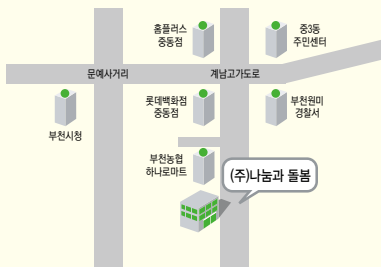 홈플러스
중동점
중3동
주민센터
문예사거리
계남고가도로
부천시청
롯데백화점
중동점
부천원미
경찰서
부천농협
하나로마트
(주)나눔과 돌봄